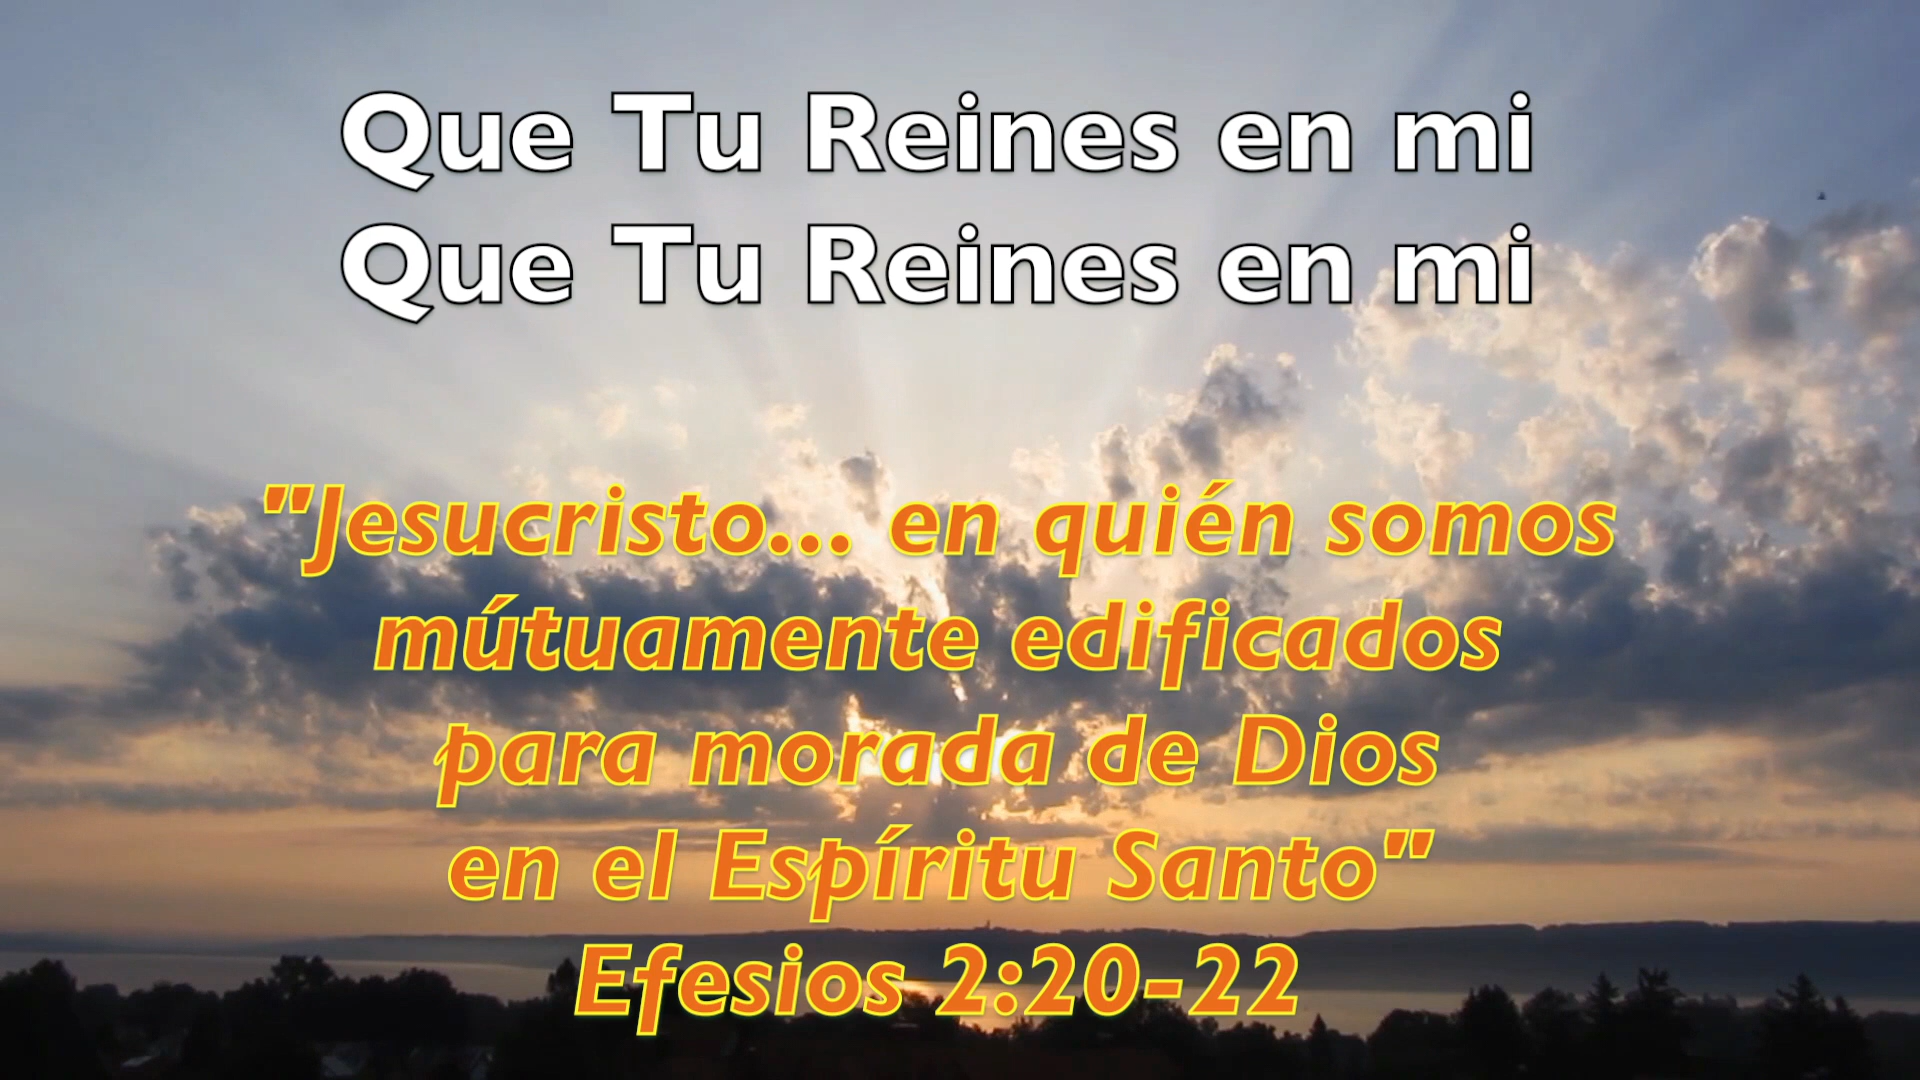 Que Tu Reines en mi
Que Tu Reines en mi
"Jesucristo... en quién somos
mútuamente edificados
para morada de Dios
en el Espíritu Santo"
Efesios 2:20-22